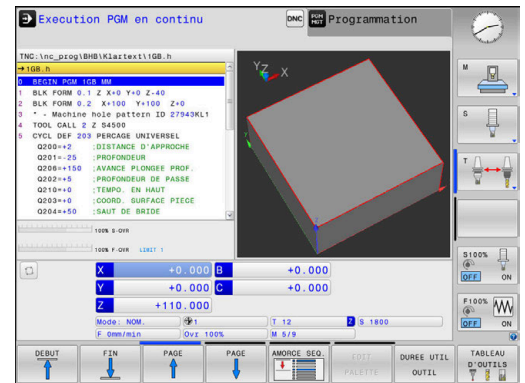 Execution PGM en continu
DNC
PGM MGT
Programmation
TNC:\nc_prog\BHB\Klartext\1GB.h
→1GB.h
0 BEGIN PGM 1GB MM
1 BLK FORM 0.1 Z X+0 Y+0 Z-40
2 BLK FORM 0.2 X+100 Y+100 Z+0
3 * - Machine hole pattern ID 27943KL1
4 TOOL CALL 2 Z S4500
5 CYCL DEF 203 PERCAGE UNIVERSEL
Q200=+2 ;DISTANCE D'APPROCHE
Q201=-25 ;PROFONDEUR
Q206=+150 ;AVANCE PLONGEE PROF.
Q202=+5 ;PROFONDEUR DE PASSE
Q210=+0 ;TEMPO. EN HAUT
Q203=+0 ;COORD. SURFACE PIECE
Q204=+50 ;SAUT DE BRIDE
Y Z X
M
S
T
100% S-OVR
100% F-OVR LIMIT 1
S100%
OFF ON
F100%
OFF ON
X +0.000 B +0.000
Y +0.000 C +0.000
Z +110.000
Mode: NOM. 1 T 12 Z S 1800
F 0mm/min Ovr 100% M 5/9
DEBUT
FIN
PAGE
PAGE
AMORCE SEQ.
EDIT PALETTE
DUREE UTIL OUTIL
TABLEAU D'OUTILS